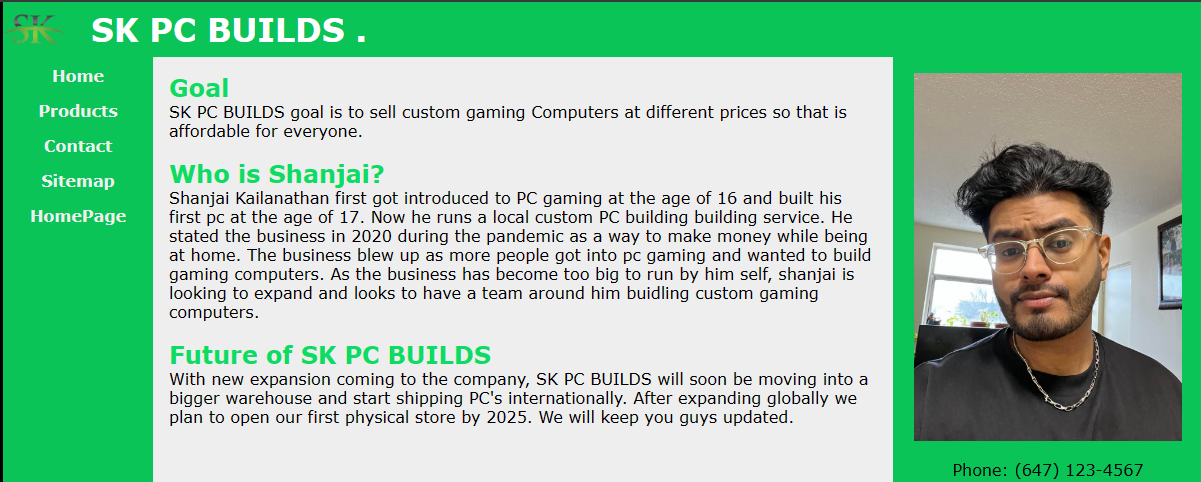 SK
SK PC BUILDS .
Home
Products
Contact
Sitemap
HomePage
Goal
SK PC BUILDS goal is to sell custom gaming Computers at different prices so that is
affordable for everyone.
Who is Shanjai?
Shanjai Kailanathan first got introduced to PC gaming at the age of 16 and built his
first pc at the age of 17. Now he runs a local custom PC building building service. He
stated the business in 2020 during the pandemic as a way to make money while being
at home. The business blew up as more people got into pc gaming and wanted to build
gaming computers. As the business has become too big to run by him self, shanjai is
looking to expand and looks to have a team around him buidling custom gaming
computers.
Future of SK PC BUILDS
With new expansion coming to the company, SK PC BUILDS will soon be moving into a
bigger warehouse and start shipping PC's internationally. After expanding globally we
plan to open our first physical store by 2025. We will keep you guys updated.
Phone: (647) 123-4567